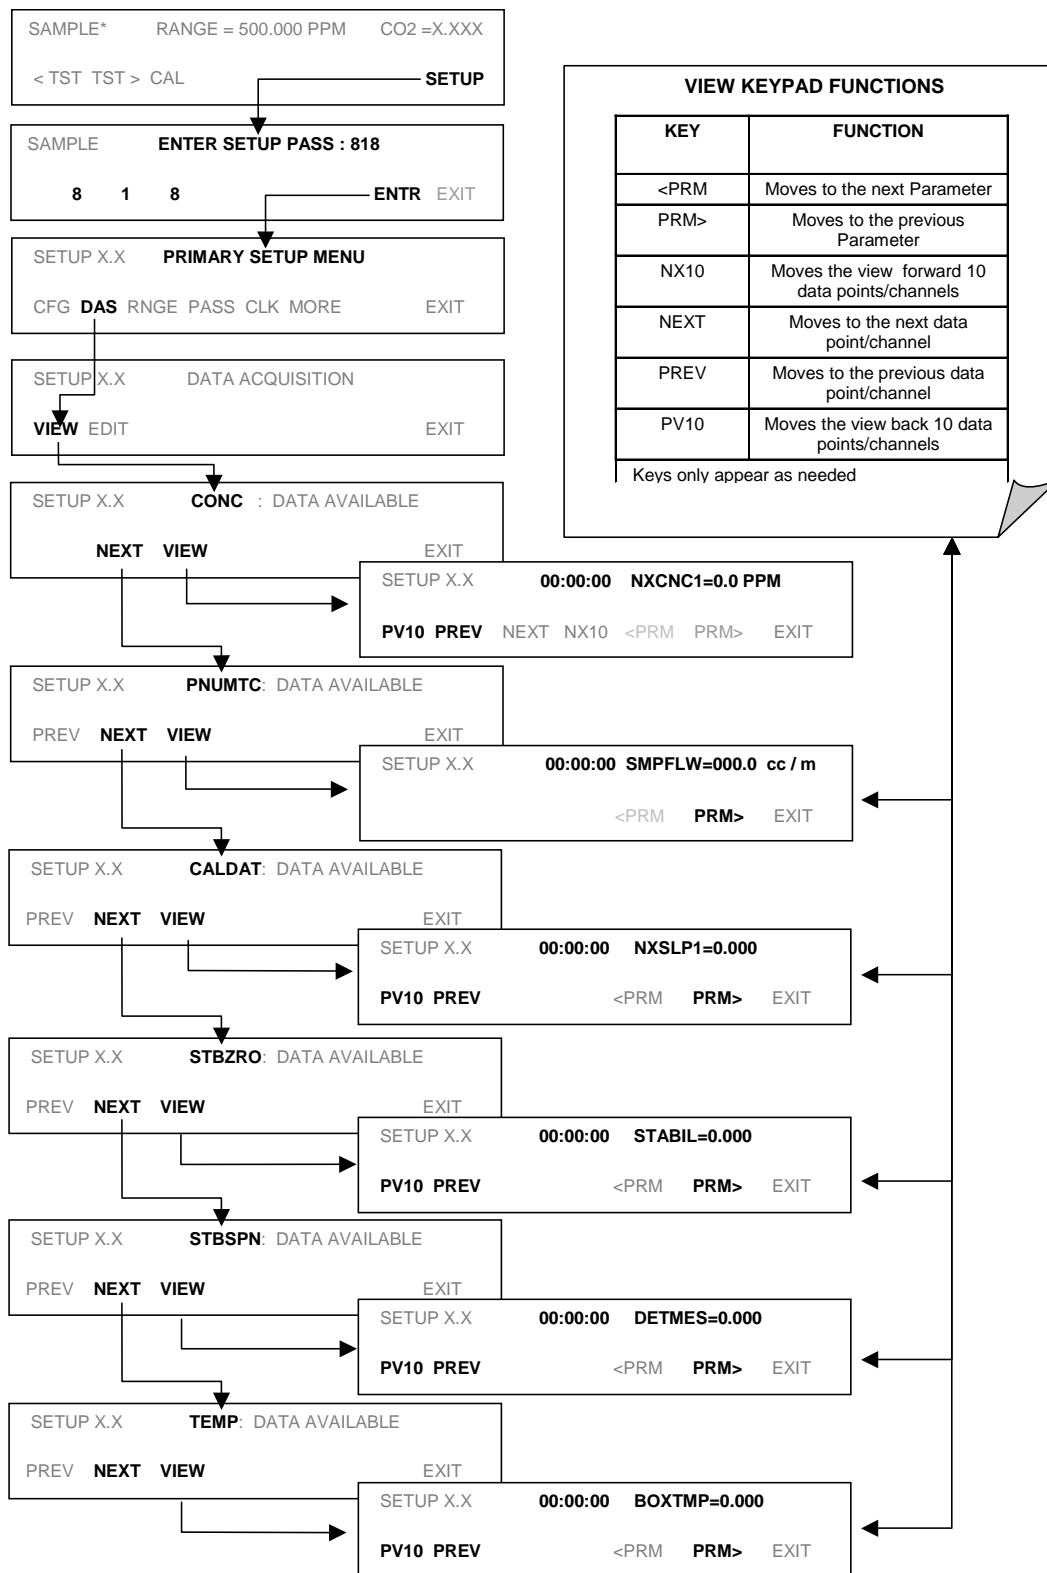 SAMPLE* RANGE = 500.000 PPM CO2 =X.XXX
< TST TST > CAL SETUP
SAMPLE ENTER SETUP PASS : 818
8 1 8 ENTR EXIT
SETUP X.X PRIMARY SETUP MENU
CFG DAS RNGE PASS CLK MORE EXIT
SETUP X.X DATA ACQUISITION
VIEW EDIT EXIT
SETUP X.X CONC : DATA AVAILABLE
NEXT VIEW EXIT
SETUP X.X 00:00:00 NXCNC1=0.0 PPM
PV10 PREV NEXT NX10 <PRM PRM> EXIT
SETUP X.X PNUMTC: DATA AVAILABLE
PREV NEXT VIEW EXIT
SETUP X.X 00:00:00 SMPFLW=000.0 cc / m
<PRM PRM> EXIT
SETUP X.X CALDAT: DATA AVAILABLE
PREV NEXT VIEW EXIT
SETUP X.X 00:00:00 NXSLP1=0.000
PV10 PREV <PRM PRM> EXIT
SETUP X.X STBZRO: DATA AVAILABLE
PREV NEXT VIEW EXIT
SETUP X.X 00:00:00 STABIL=0.000
PV10 PREV <PRM PRM> EXIT
SETUP X.X STBSPN: DATA AVAILABLE
PREV NEXT VIEW EXIT
SETUP X.X 00:00:00 DETMES=0.000
PV10 PREV <PRM PRM> EXIT
SETUP X.X TEMP: DATA AVAILABLE
PREV NEXT VIEW EXIT
SETUP X.X 00:00:00 BOXTMP=0.000
PV10 PREV <PRM PRM> EXIT
VIEW KEYPAD FUNCTIONS
KEY FUNCTION
<PRM Moves to the next Parameter
PRM> Moves to the previous
Parameter
NX10 Moves the view forward 10
data points/channels
NEXT Moves to the next data
point/channel
PREV Moves to the previous data
point/channel
PV10 Moves the view back 10 data
points/channels
Keys only appear as needed